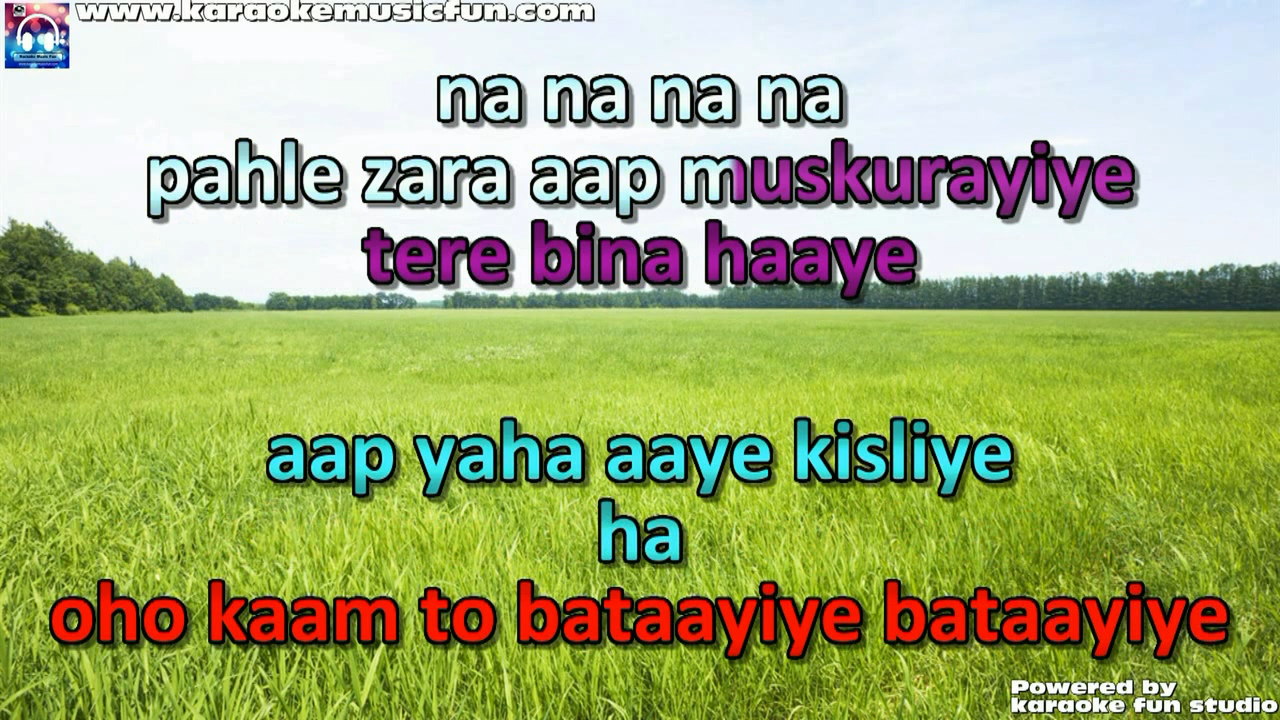 www.karaokemusicfun.com
na na na na
pahle zara aap muskurayiye
tere bina haaye
aap yaha aaye kisliye
ha
oho kaam to bataayiye bataayiye
Powered by
karaoke fun studio